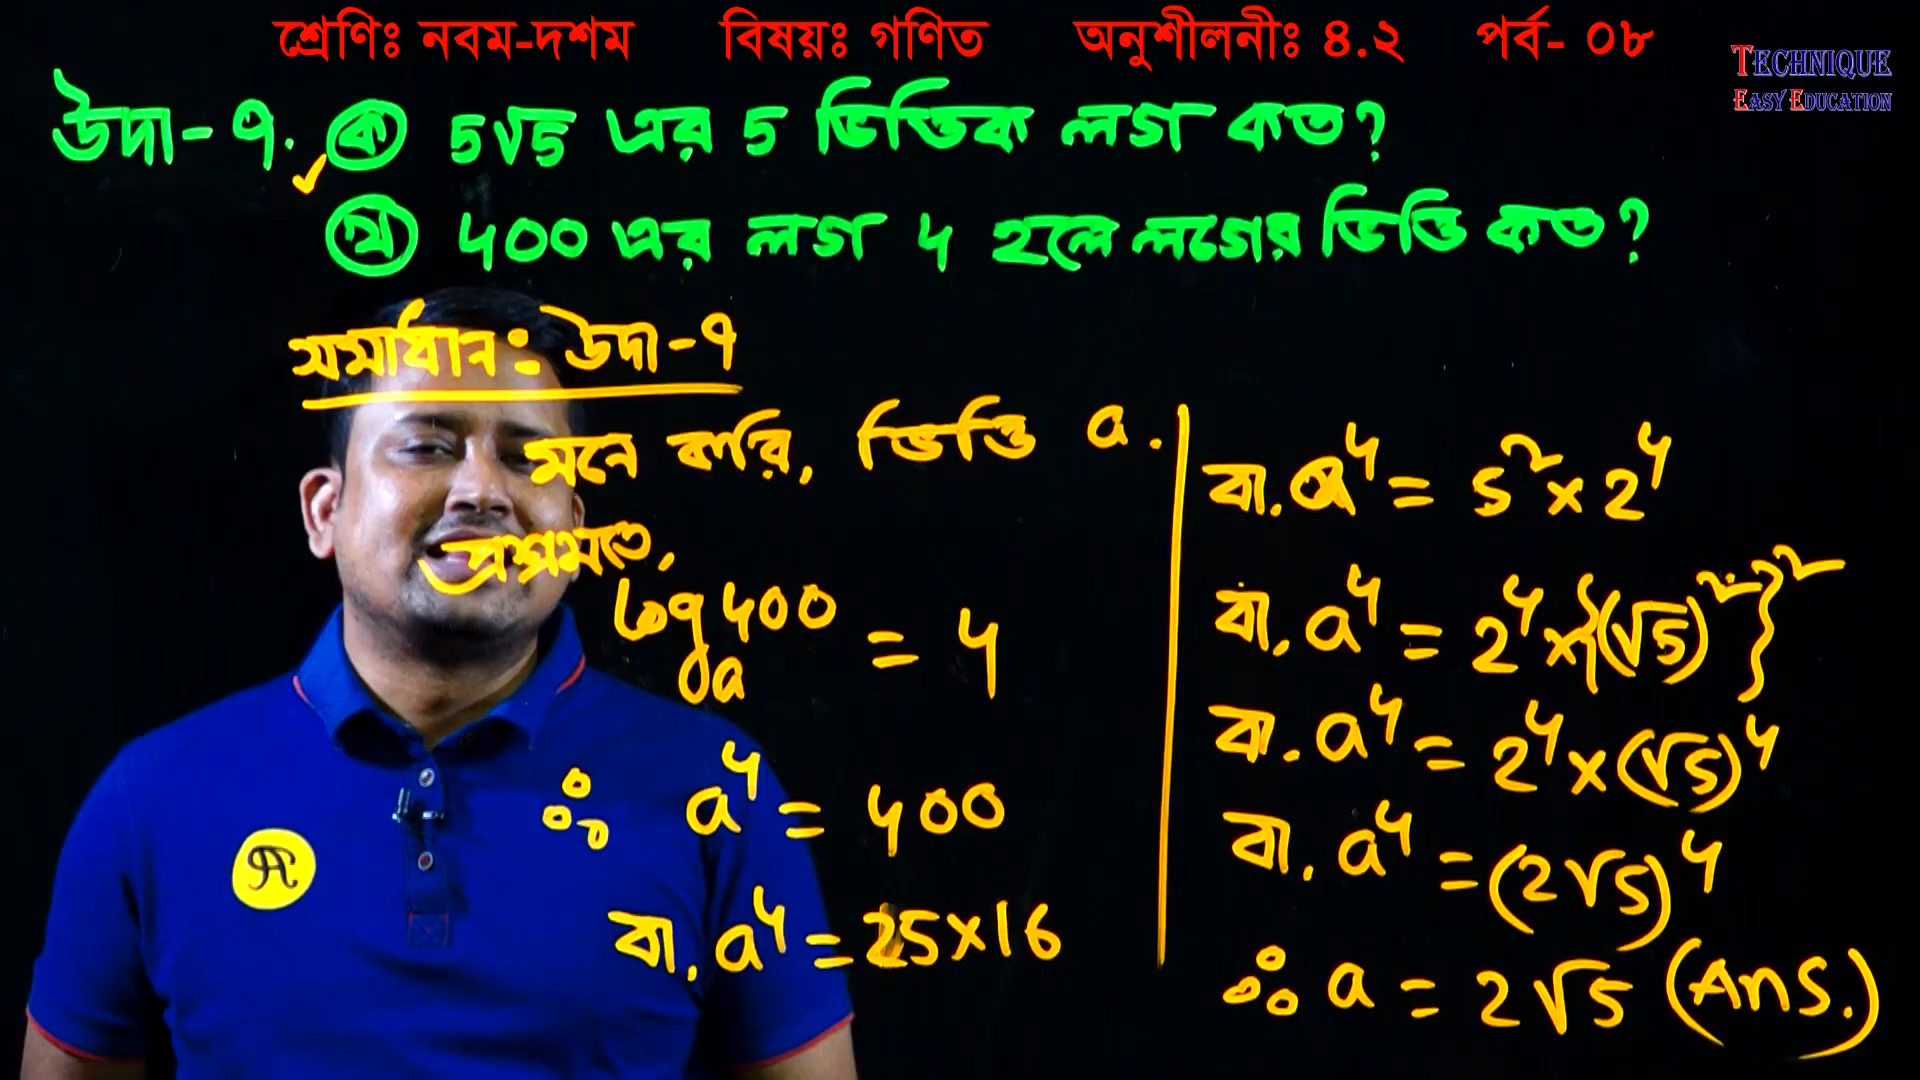 শ্রেণিঃ নবম-দশম বিষয়ঃ গণিত অনুশীলনীঃ ৪.২ পর্ব- ০৮
TECHNIQUE
EASY EDUCATION
উদা-৭. ক 5√5 এর 5 ভিত্তিক লগ কত?
খ 400 এর লগ 4 হলে লগের ভিত্তি কত?
সমাধান: উদা-৭
মনে করি, ভিত্তি a.
প্রশ্নমতে,
log_a 400 = 4
∴ a⁴ = 400
বা, a⁴ = 25×16
বা, a⁴ = 5²×2⁴
বা, a⁴ = 2⁴×{(√5)²}²
বা, a⁴ = 2⁴×(√5)⁴
বা, a⁴ = (2√5)⁴
∴ a = 2√5 (Ans.)